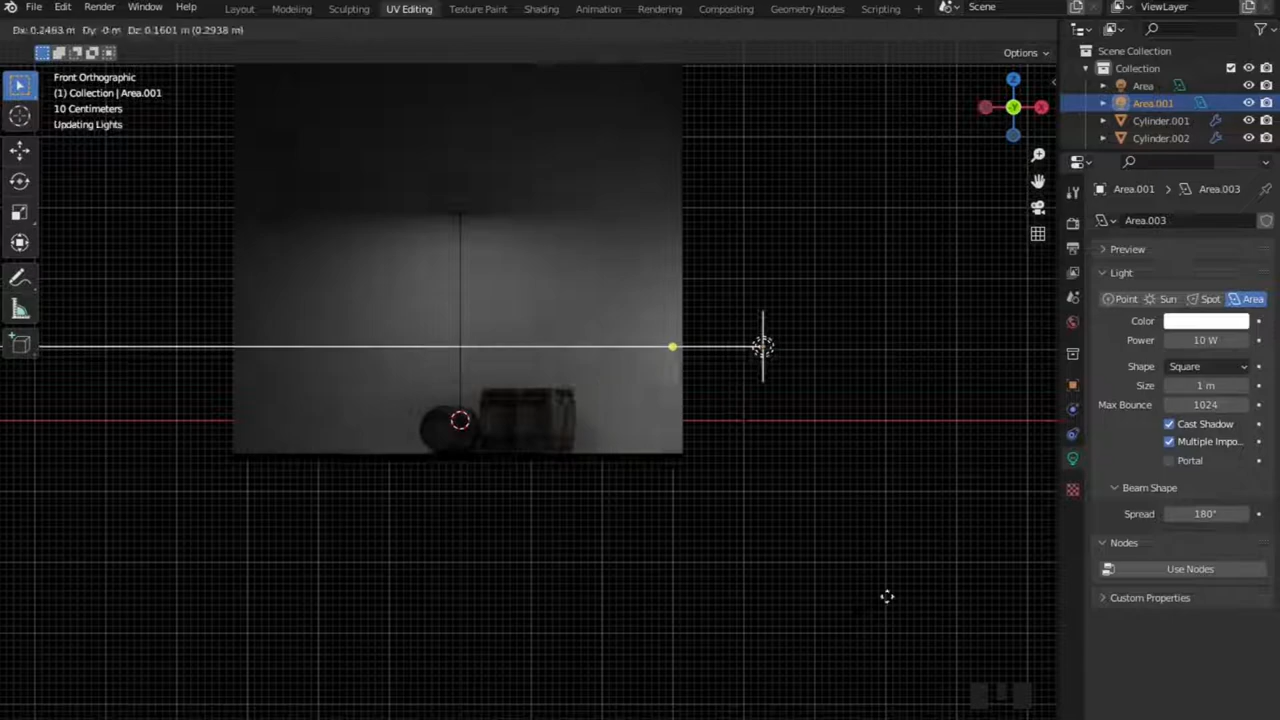 File Edit Render Window Help Layout Modeling Sculpting UV Editing Texture Paint Shading Animation Rendering Compositing Geometry Nodes Scripting + Scene ViewLayer
Dx: 0.2463 m Dy: -0 m Dz: 0.1601 m (0.2938 m)
Options
Front Orthographic
(1) Collection | Area.001
10 Centimeters
Updating Lights
Z
-Y
X
Scene Collection
Collection
Area
Area.001
Cylinder.001
Cylinder.002
Area.001 Area.003
Area.003
Preview
Light
Point Sun Spot Area
Color
Power 10 W
Shape Square
Size 1 m
Max Bounce 1024
Cast Shadow
Multiple Impo...
Portal
Beam Shape
Spread 180°
Nodes
Use Nodes
Custom Properties